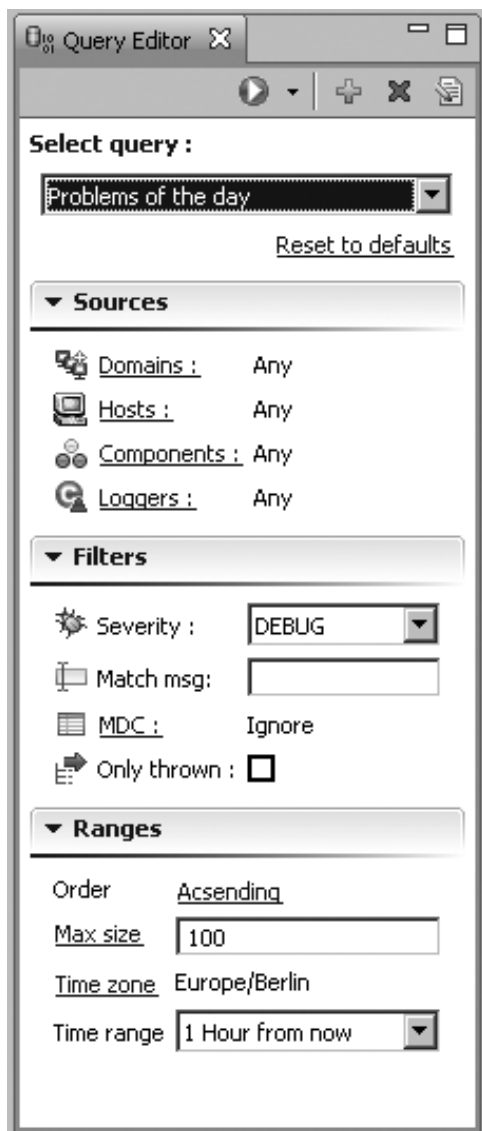 Query Editor
Select query :
Problems of the day
Reset to defaults
Sources
Domains : Any
Hosts : Any
Components : Any
Loggers : Any
Filters
Severity : DEBUG
Match msg:
MDC : Ignore
Only thrown :
Ranges
Order Acsending
Max size 100
Time zone Europe/Berlin
Time range 1 Hour from now